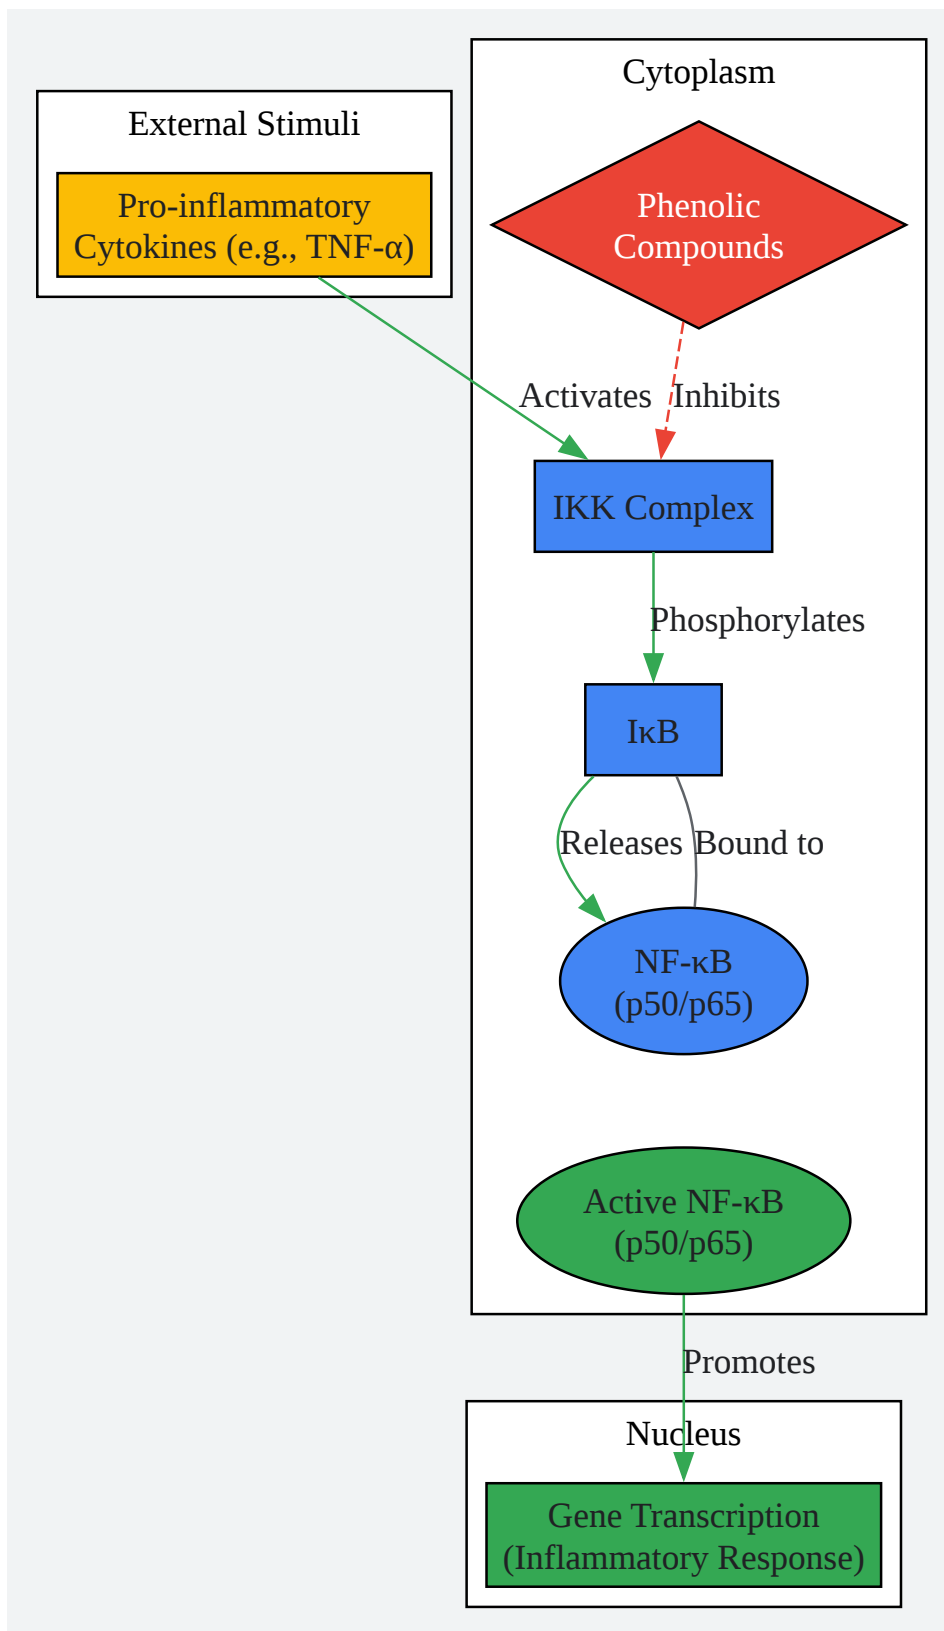 External Stimuli
Pro-inflammatory
Cytokines (e.g., TNF-α)
Cytoplasm
Phenolic
Compounds
Activates
Inhibits
IKK Complex
Phosphorylates
IκB
Releases
Bound to
NF-κB
(p50/p65)
Active NF-κB
(p50/p65)
Promotes
Nucleus
Gene Transcription
(Inflammatory Response)